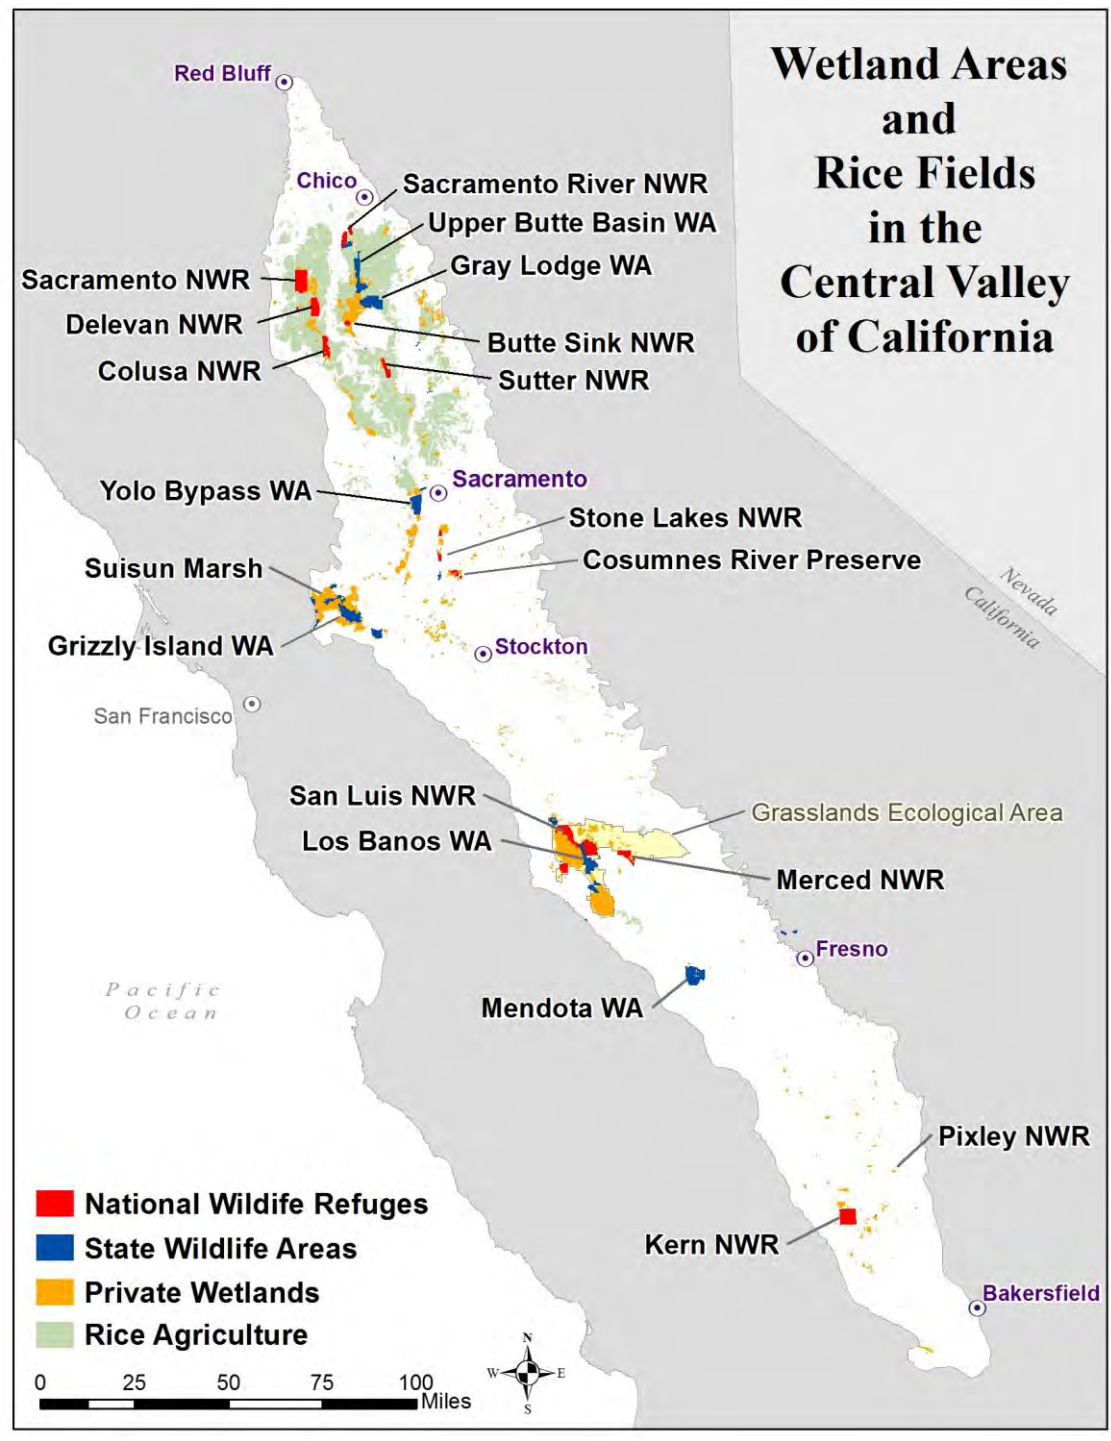 Wetland Areas
and
Rice Fields
in the
Central Valley
of California
Red Bluff
Chico
Sacramento River NWR
Upper Butte Basin WA
Gray Lodge WA
Sacramento NWR
Delevan NWR
Butte Sink NWR
Colusa NWR
Sutter NWR
Sacramento
Yolo Bypass WA
Stone Lakes NWR
Cosumnes River Preserve
Suisun Marsh
Nevada
California
Grizzly Island WA
Stockton
San Francisco
San Luis NWR
Grasslands Ecological Area
Los Banos WA
Merced NWR
Fresno
Pacific
Ocean
Mendota WA
Pixley NWR
Kern NWR
Bakersfield
National Wildife Refuges
State Wildlife Areas
Private Wetlands
Rice Agriculture
N
W E
S
0 25 50 75 100
Miles